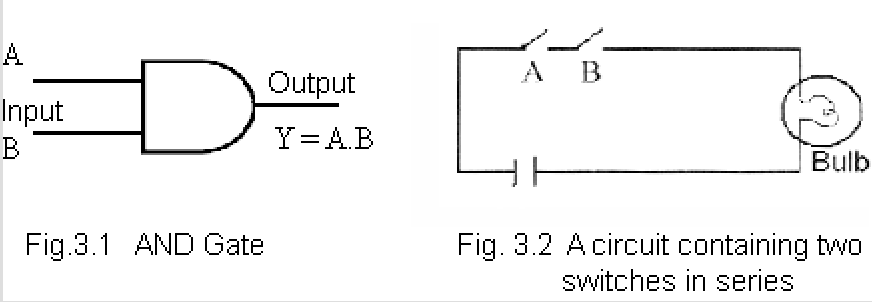 A
Input
B
Output
Y=A.B
Fig.3.1 AND Gate
A B
Bulb
Fig. 3.2 A circuit containing two
switches in series